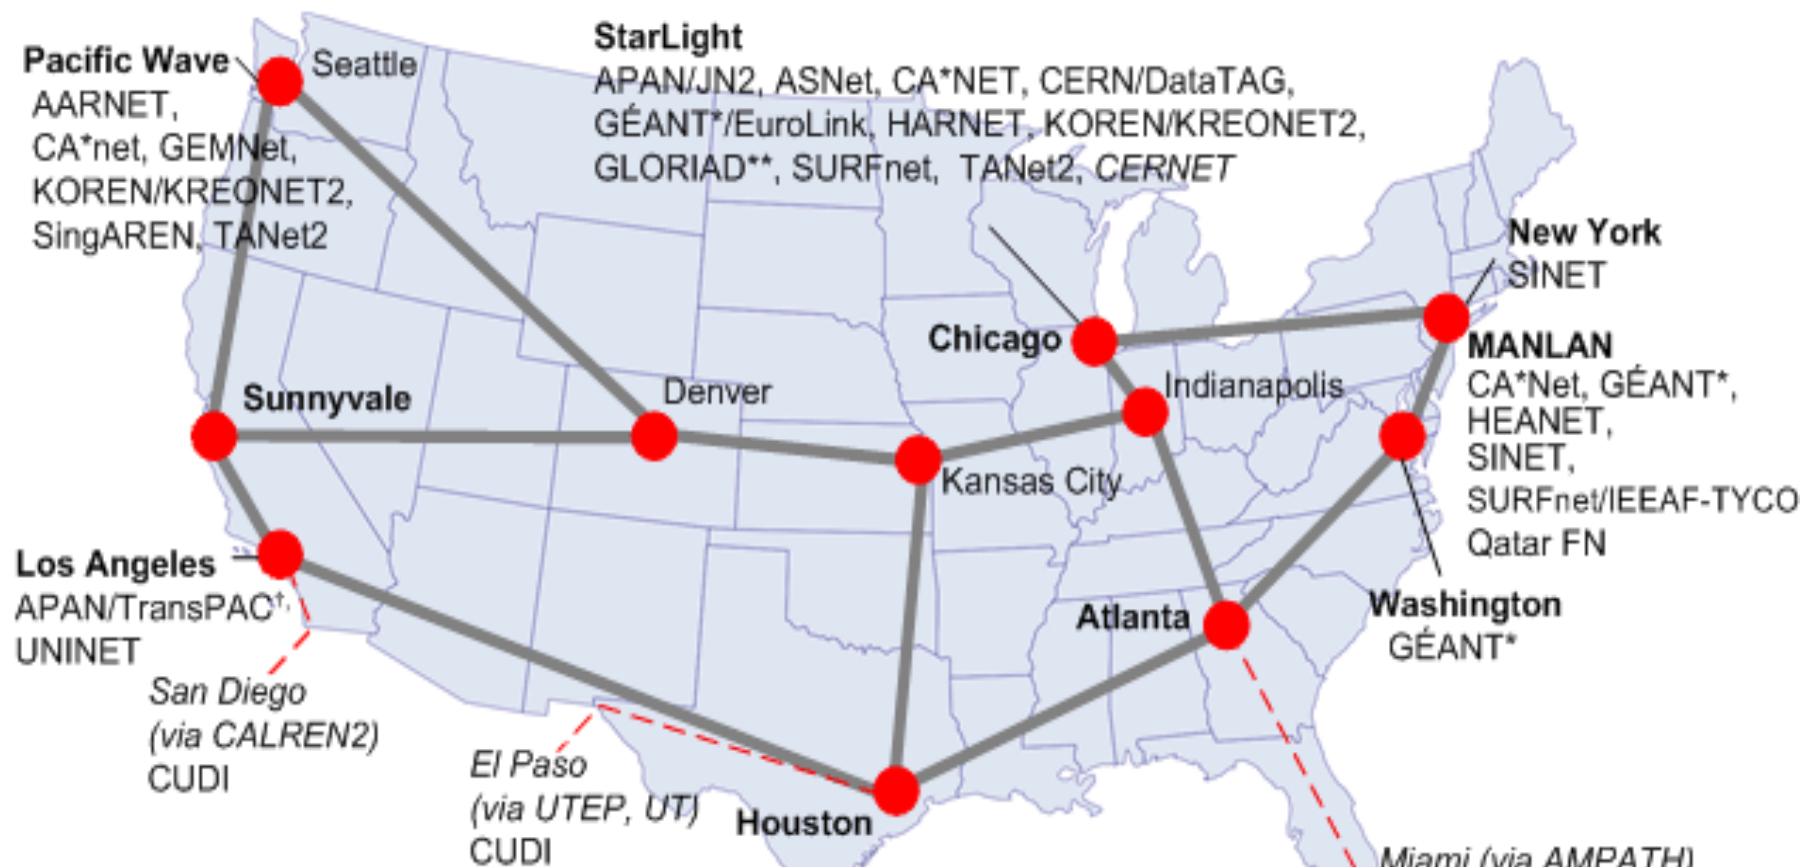 Pacific Wave
AARNET,
CA*net, GEMNet,
KOREN/KREONET2,
SingAREN, TANet2
Seattle
StarLight
APAN/JN2, ASNet, CA*NET, CERN/DataTAG,
GÉANT*/EuroLink, HARNET, KOREN/KREONET2,
GLORIAD**, SURFnet, TANet2, CERNET
New York
SINET
Chicago
MANLAN
CA*Net, GÉANT*,
HEANET,
SINET,
SURFnet/IEEAF-TYCO
Qatar FN
Indianapolis
Sunnyvale
Denver
Kansas City
Los Angeles
APAN/TransPAC†,
UNINET
Washington
GÉANT*
Atlanta
San Diego
(via CALREN2)
CUDI
El Paso
(via UTEP, UT)
CUDI
Houston
Miami (via AMPATH)